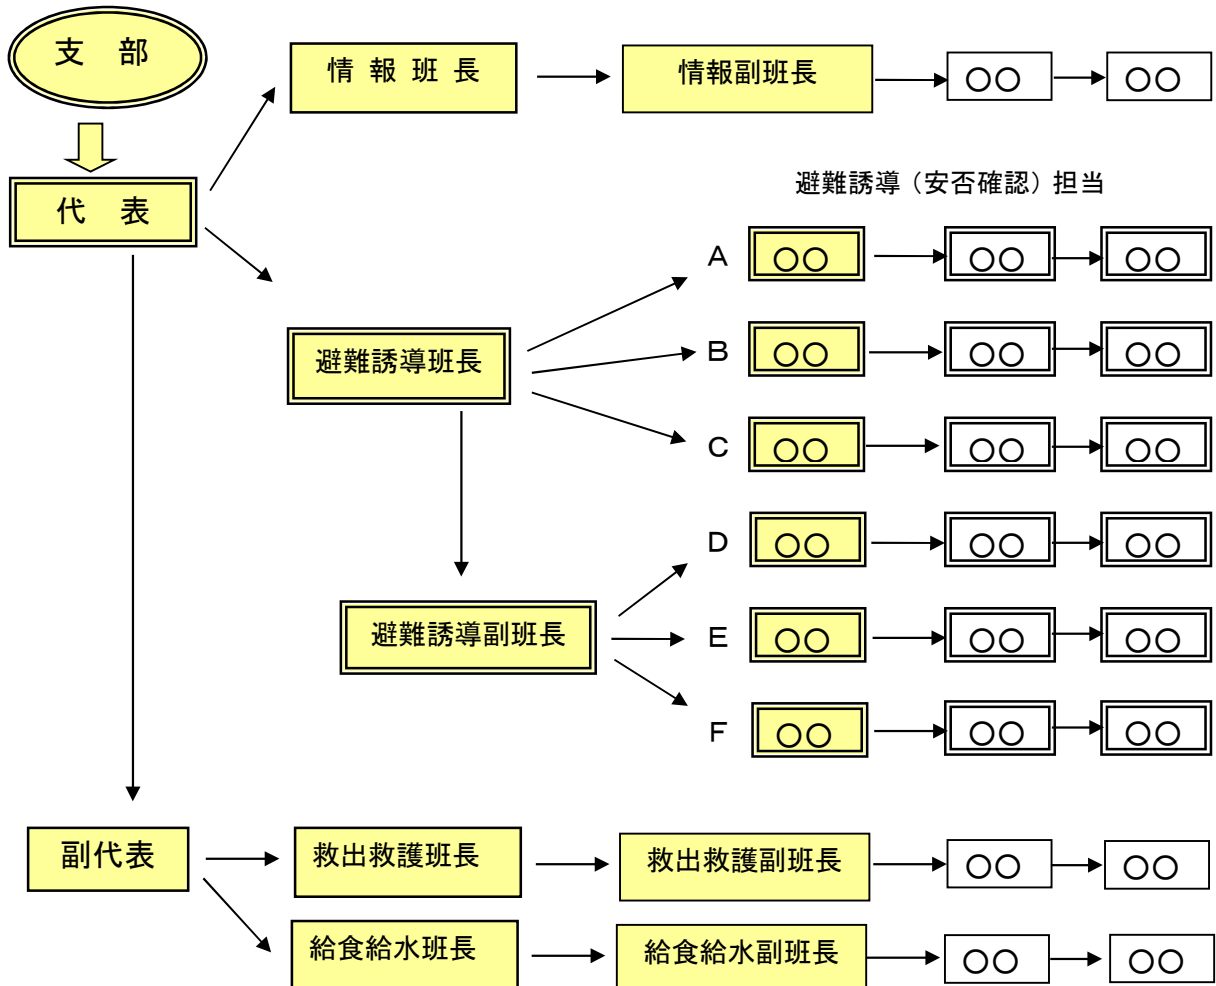 支　部
情 報 班 長
情報副班長
○○
○○
代　表
避難誘導（安否確認）担当
A
○○
○○
○○
避難誘導班長
B
○○
○○
○○
C
○○
○○
○○
D
○○
○○
○○
避難誘導副班長
E
○○
○○
○○
F
○○
○○
○○
副代表
救出救護班長
救出救護副班長
○○
○○
給食給水班長
給食給水副班長
○○
○○